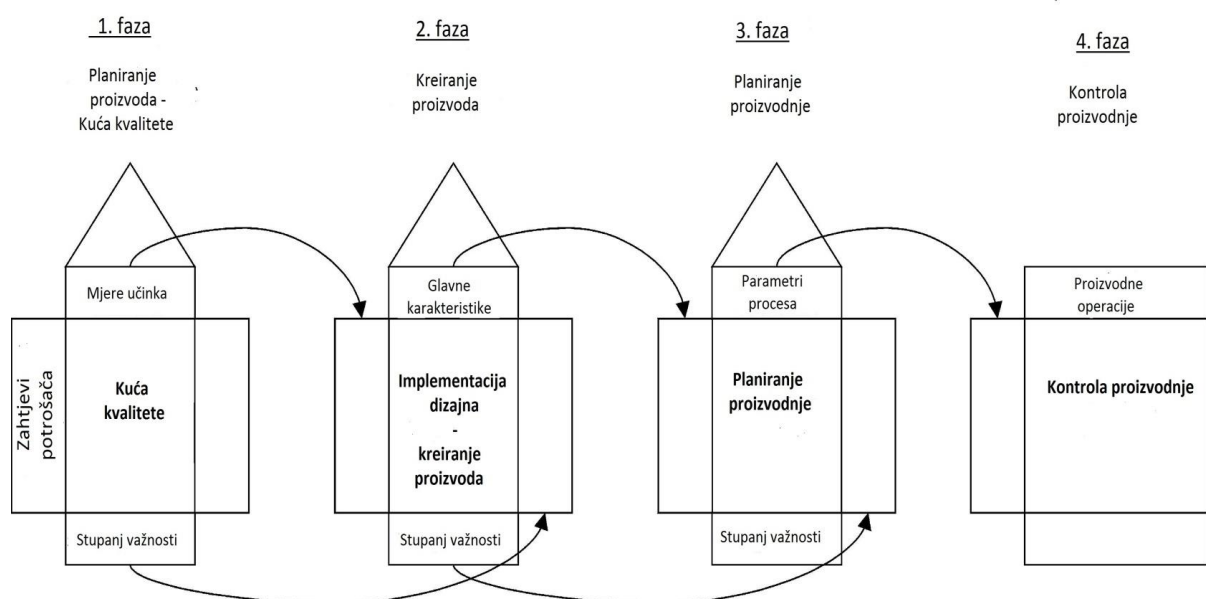 1. faza
Planiranje
proizvoda -
Kuća kvalitete
2. faza
Kreiranje
proizvoda
3. faza
Planiranje
proizvodnje
4. faza
Kontrola
proizvodnje
Mjere učinka
Zahtjevi
potrošača
Kuća
kvalitete
Stupanj važnosti
Glavne
karakteristike
Implementacija
dizajna
-
kreiranje
proizvoda
Stupanj važnosti
Parametri
procesa
Planiranje
proizvodnje
Stupanj važnosti
Proizvodne
operacije
Kontrola proizvodnje